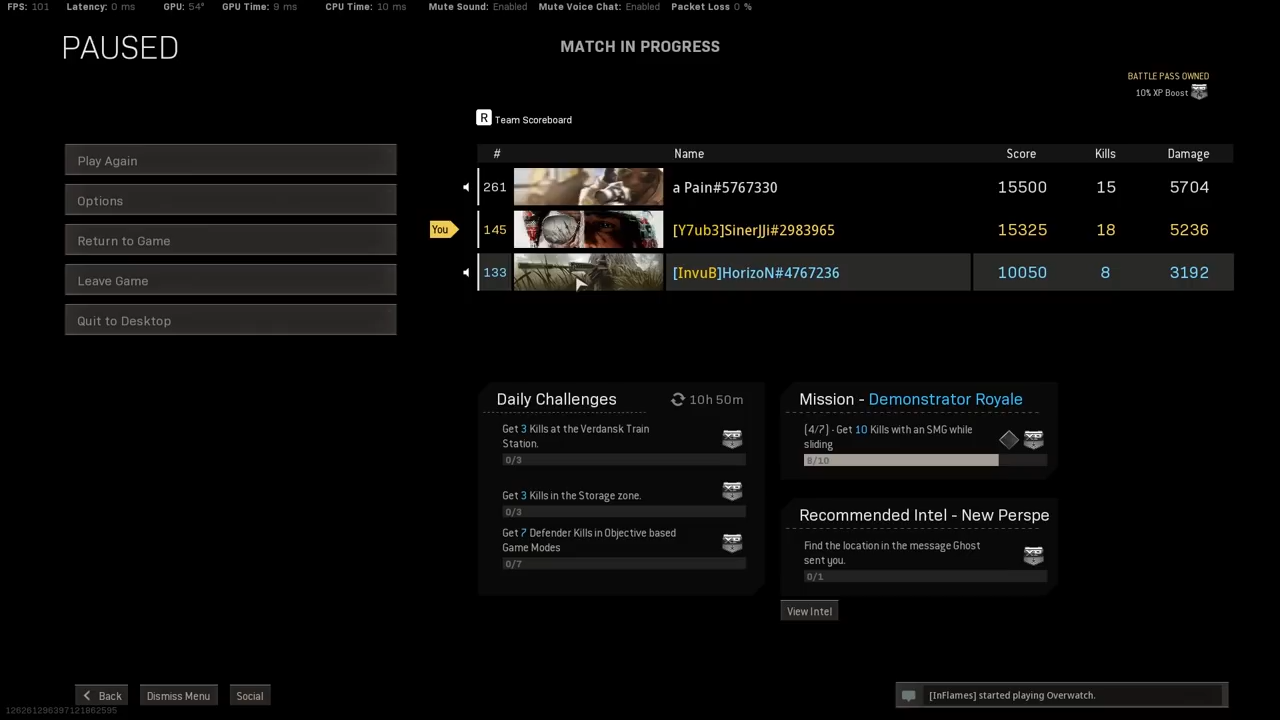 FPS: 101 Latency: 0 ms GPU: 54° GPU Time: 9 ms CPU Time: 10 ms Mute Sound: Enabled Mute Voice Chat: Enabled Packet Loss 0 %
PAUSED
MATCH IN PROGRESS
BATTLE PASS OWNED
10% XP Boost
R Team Scoreboard
# Name Score Kills Damage
261 a Pain#5767330 15500 15 5704
You 145 [Y7ub3]SinerJJi#2983965 15325 18 5236
133 [InvuB]HorizoN#4767236 10050 8 3192
Play Again
Options
Return to Game
Leave Game
Quit to Desktop
Daily Challenges 10h 50m
Get 3 Kills at the Verdansk Train
Station.
XP
0/3
Get 3 Kills in the Storage zone.
XP
0/3
Get 7 Defender Kills in Objective based
Game Modes
XP
0/7
Mission - Demonstrator Royale
(4/7) - Get 10 Kills with an SMG while
sliding
XP
8/10
Recommended Intel - New Perspe
Find the location in the message Ghost
sent you.
XP
0/1
View Intel
Back Dismiss Menu Social
[InFlames] started playing Overwatch.